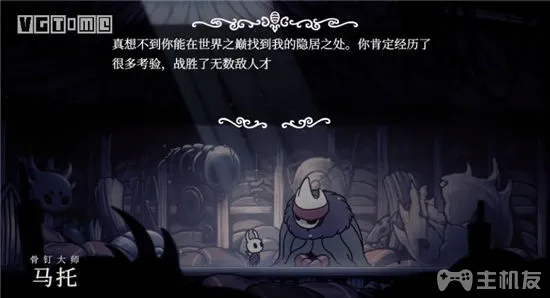 VGTIME
真想不到你能在世界之巅找到我的隐居之处。你肯定经历了
很多考验，战胜了无数敌人才
骨钉大师
马托
主机友